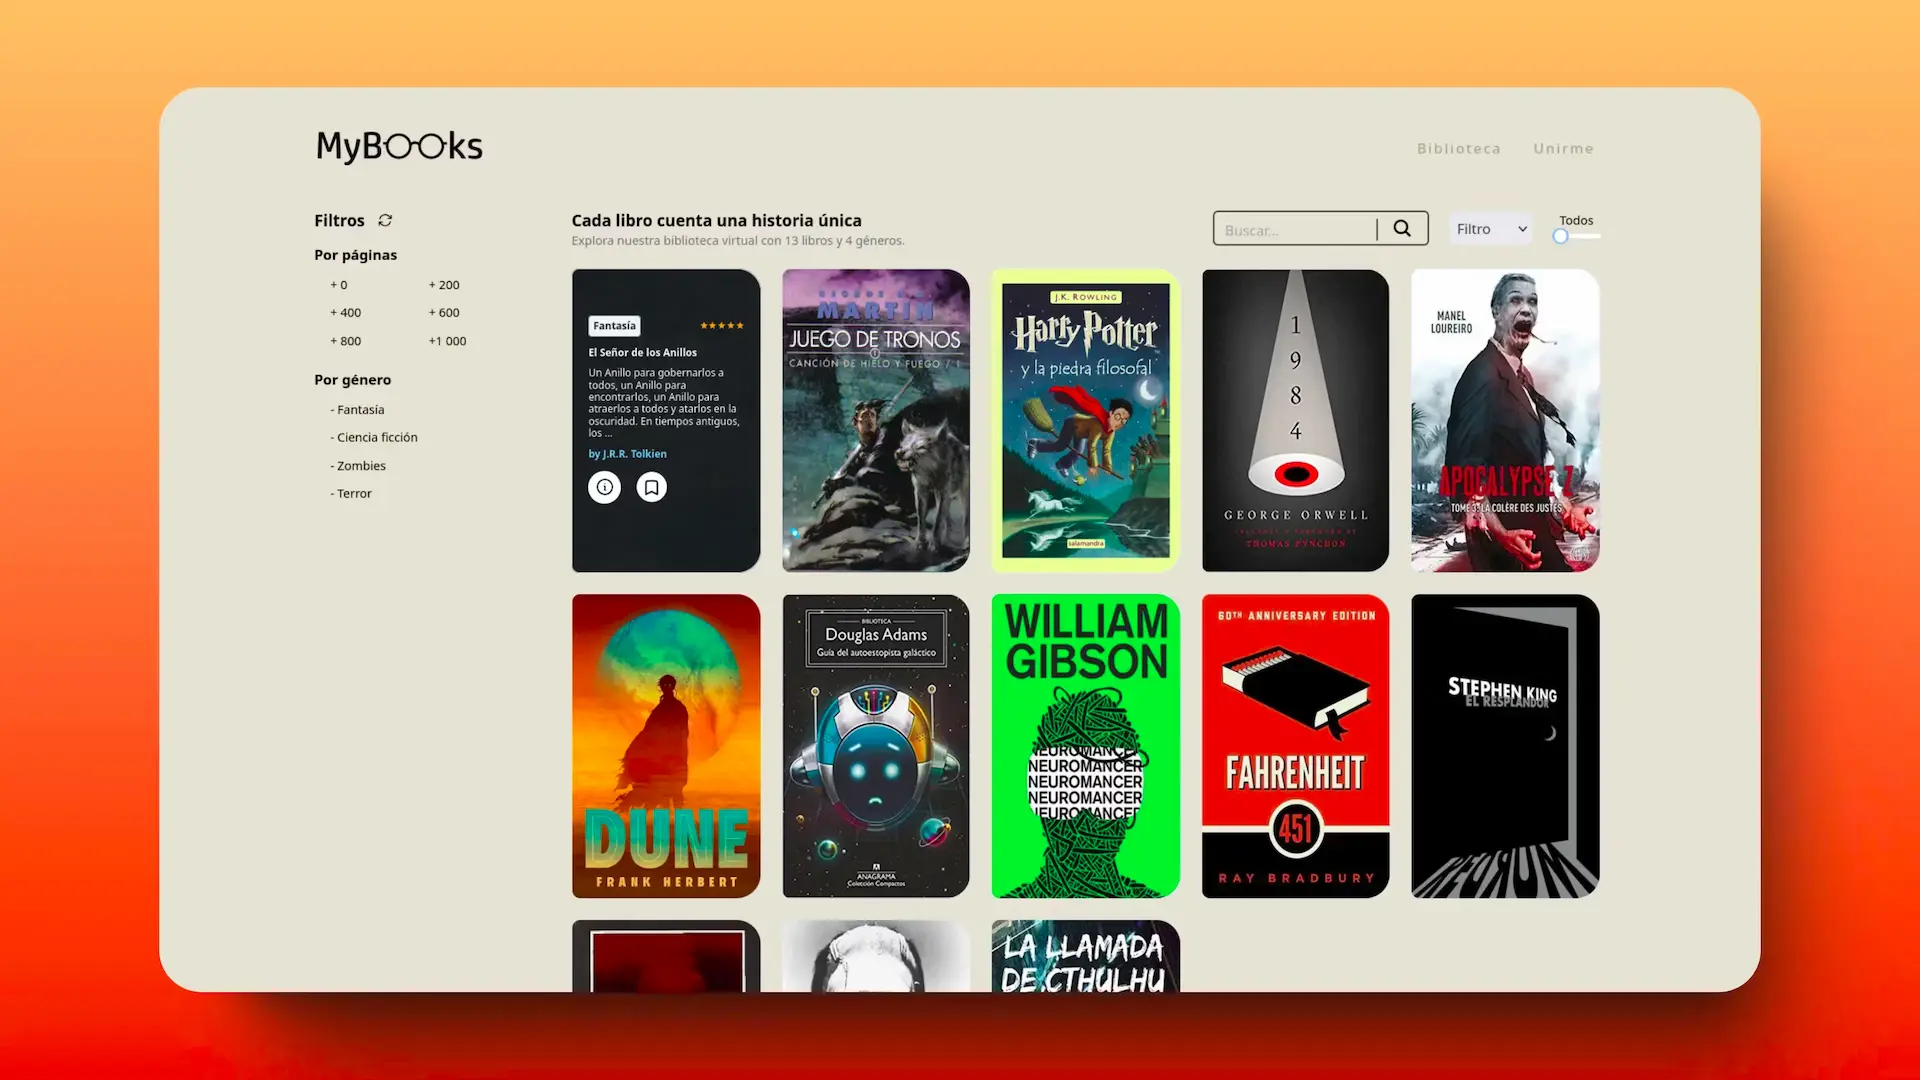 MyBooks
Biblioteca
Unirme
Filtros
Por páginas
+ 0
+ 200
+ 400
+ 600
+ 800
+1 000
Por género
- Fantasía
- Ciencia ficción
- Zombies
- Terror
Cada libro cuenta una historia única
Explora nuestra biblioteca virtual con 13 libros y 4 géneros.
Buscar...
Filtro
Todos
Fantasía
El Señor de los Anillos
Un Anillo para gobernarlos a
todos, un Anillo para
encontrarlos, un Anillo para
atraerlos a todos y atarlos en la
oscuridad. En tiempos antiguos,
los ...
by J.R.R. Tolkien
MARTIN
JUEGO DE TRONOS
CANCIÓN DE HIELO Y FUEGO / 1
J.K. ROWLING
Harry Potter
y la piedra filosofal
salamandra
1
9
8
4
GEORGE ORWELL
THOMAS PYNCHON
MANEL
LOUREIRO
APOCALYPSE Z
TOME 3: LA COLÈRE DES JUSTES
DUNE
FRANK HERBERT
BIBLIOTECA
Douglas Adams
Guía del autoestopista galáctico
ANAGRAMA
Colección Compactos
WILLIAM
GIBSON
NEUROMANCER
NEUROMANCER
NEUROMANCER
NEUROMANCER
NEUROMANCER
60TH ANNIVERSARY EDITION
FAHRENHEIT
451
RAY BRADBURY
STEPHEN KING
EL RESPLANDOR
REDRUM
LA LLAMADA
DE CTHULHU